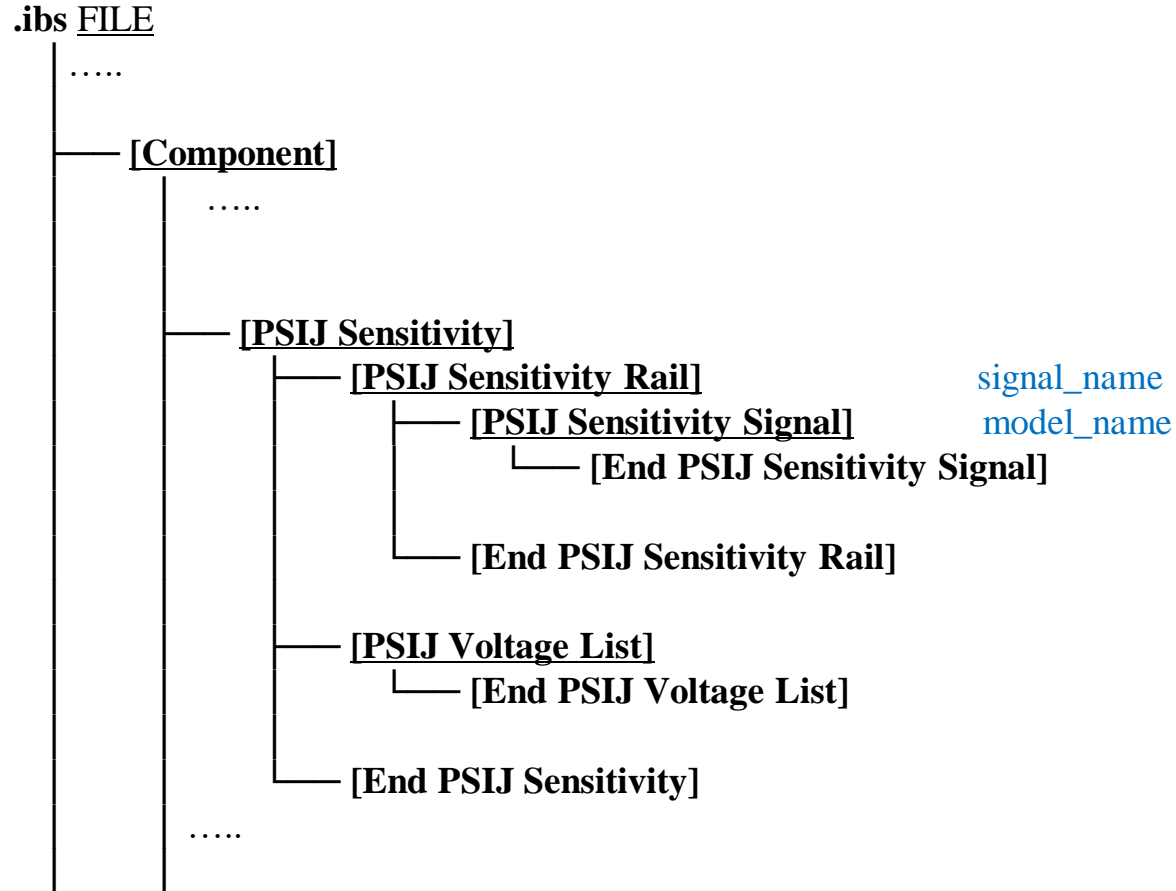 .ibs FILE
…..
[Component]
…..
[PSIJ Sensitivity]
[PSIJ Sensitivity Rail] signal_name
[PSIJ Sensitivity Signal] model_name
[End PSIJ Sensitivity Signal]
[End PSIJ Sensitivity Rail]
[PSIJ Voltage List]
[End PSIJ Voltage List]
[End PSIJ Sensitivity]
…..